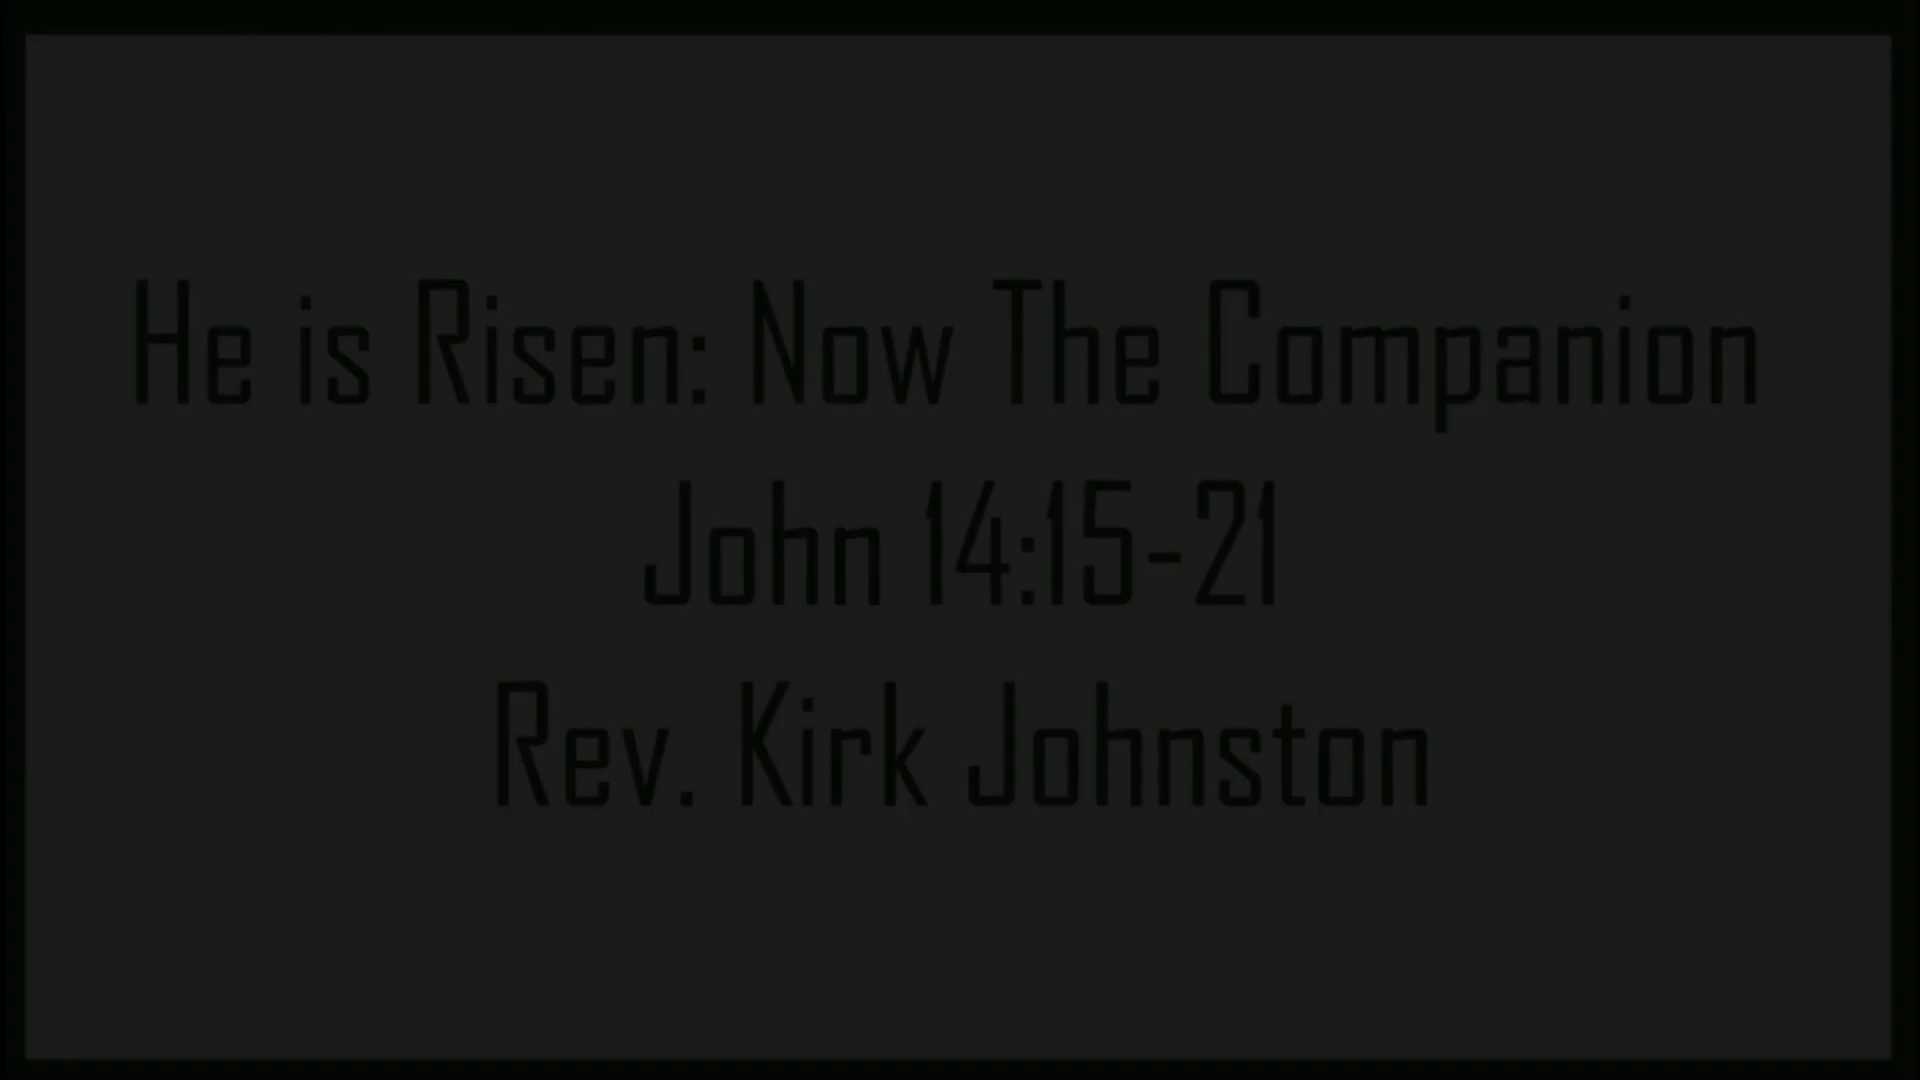 He is Risen: Now The Companion
John 14:15-21
Rev. Kirk Johnston